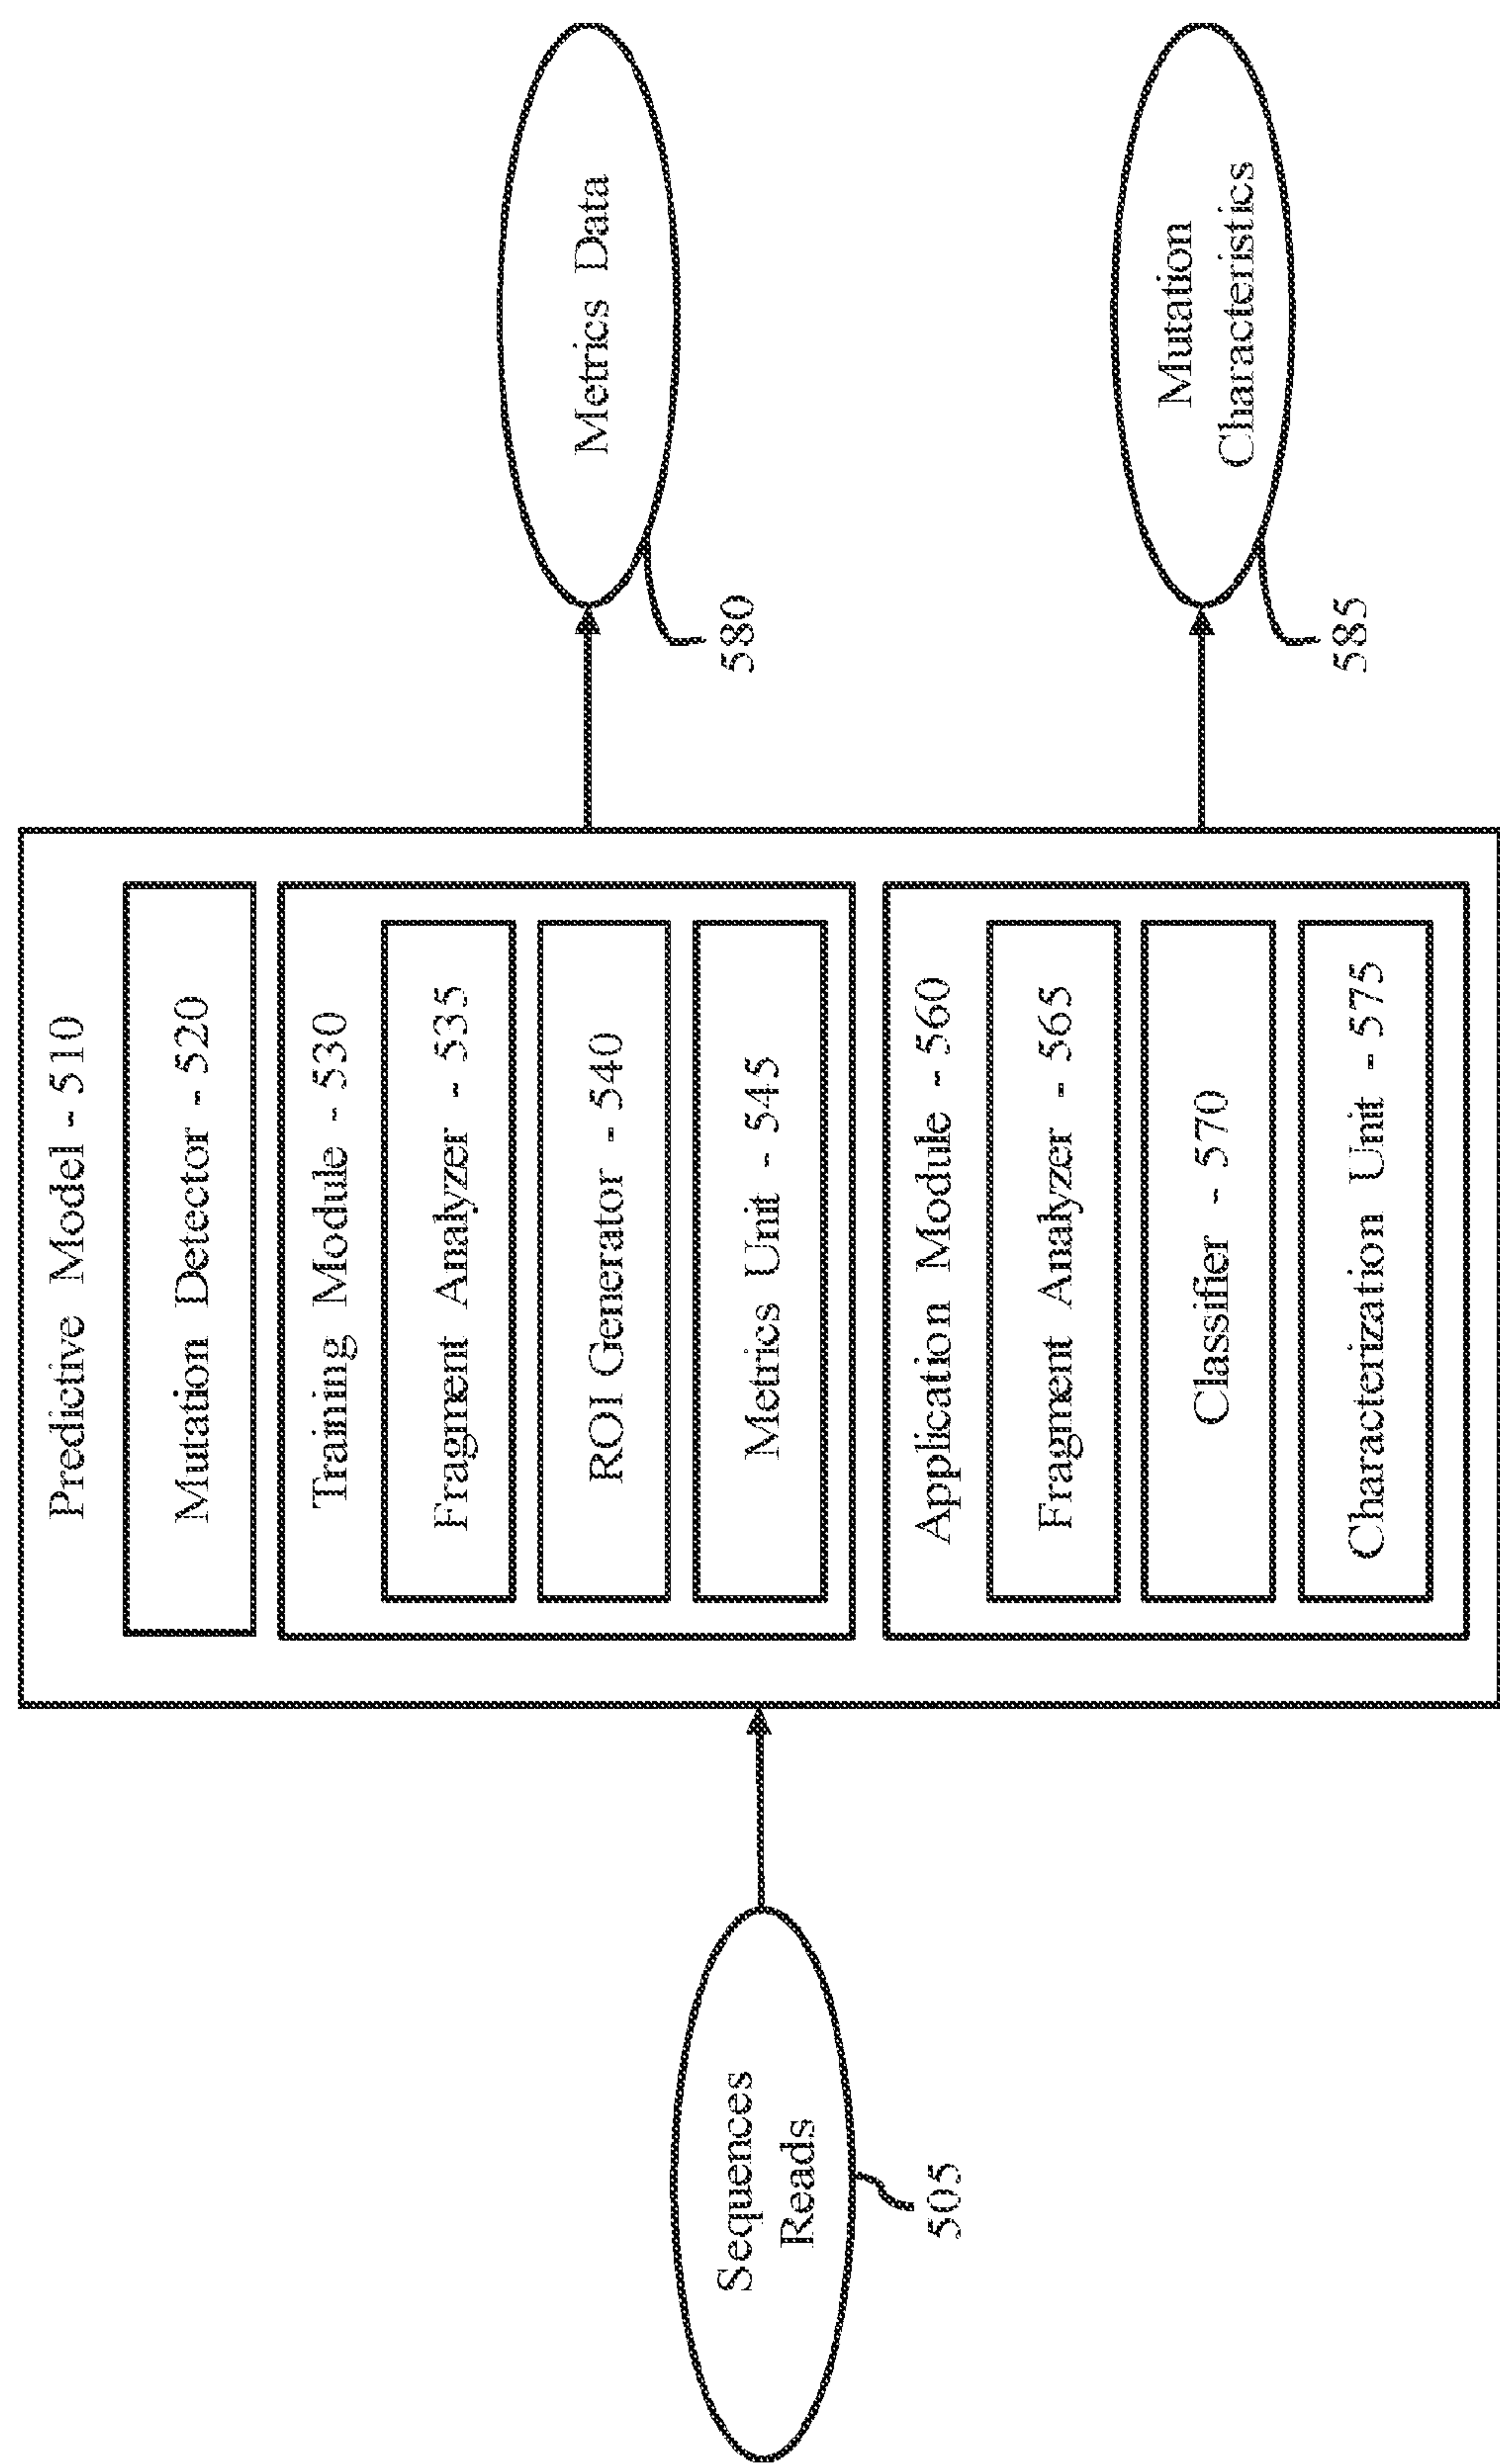 Sequences
Reads
505
Predictive Model - 510
Mutation Detector - 520
Training Module - 530
Fragment Analyzer - 535
ROI Generator - 540
Metrics Unit - 545
Application Module - 560
Fragment Analyzer - 565
Classifier - 570
Characterization Unit - 575
Metrics Data
580
Mutation
Characteristics
585